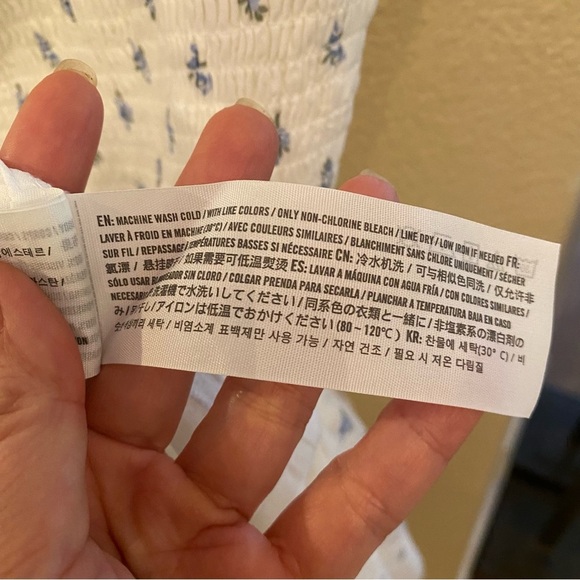 EN: MACHINE WASH COLD / WITH LIKE COLORS / ONLY NON-CHLORINE BLEACH / LINE DRY / LOW IRON IF NEEDED FR:
LAVER À FROID EN MACHINE (30°C) / AVEC COULEURS SIMILAIRES / BLANCHIMENT SANS CHLORE UNIQUEMENT / SÉCHER
SUR FIL / REPASSAGE TEMPÉRATURES BASSES SI NÉCESSAIRE CN: 冷水机洗 / 可与相似色同洗 / 仅允许非
氯漂 / 悬挂晾干 / 如果需要可低温熨烫 ES: LAVAR A MÁQUINA CON AGUA FRÍA / CON COLORES SIMILARES /
SÓLO USAR BLANQUEADOR SIN CLORO / COLGAR PRENDA PARA SECARLA / PLANCHAR A TEMPERATURA BAJA EN CASO
NECESARIO 洗濯機で水洗いしてください / 同系色の衣類と一緒に / 非塩素系の漂白剤の
み / アイロンは低温でおかけください (80～120℃) KR: 찬물에 세탁(30° C) / 비
세탁 / 비염소계 표백제만 사용 가능 / 자연 건조 / 필요 시 저온 다림질
에스테르 /
스탄 /
ON